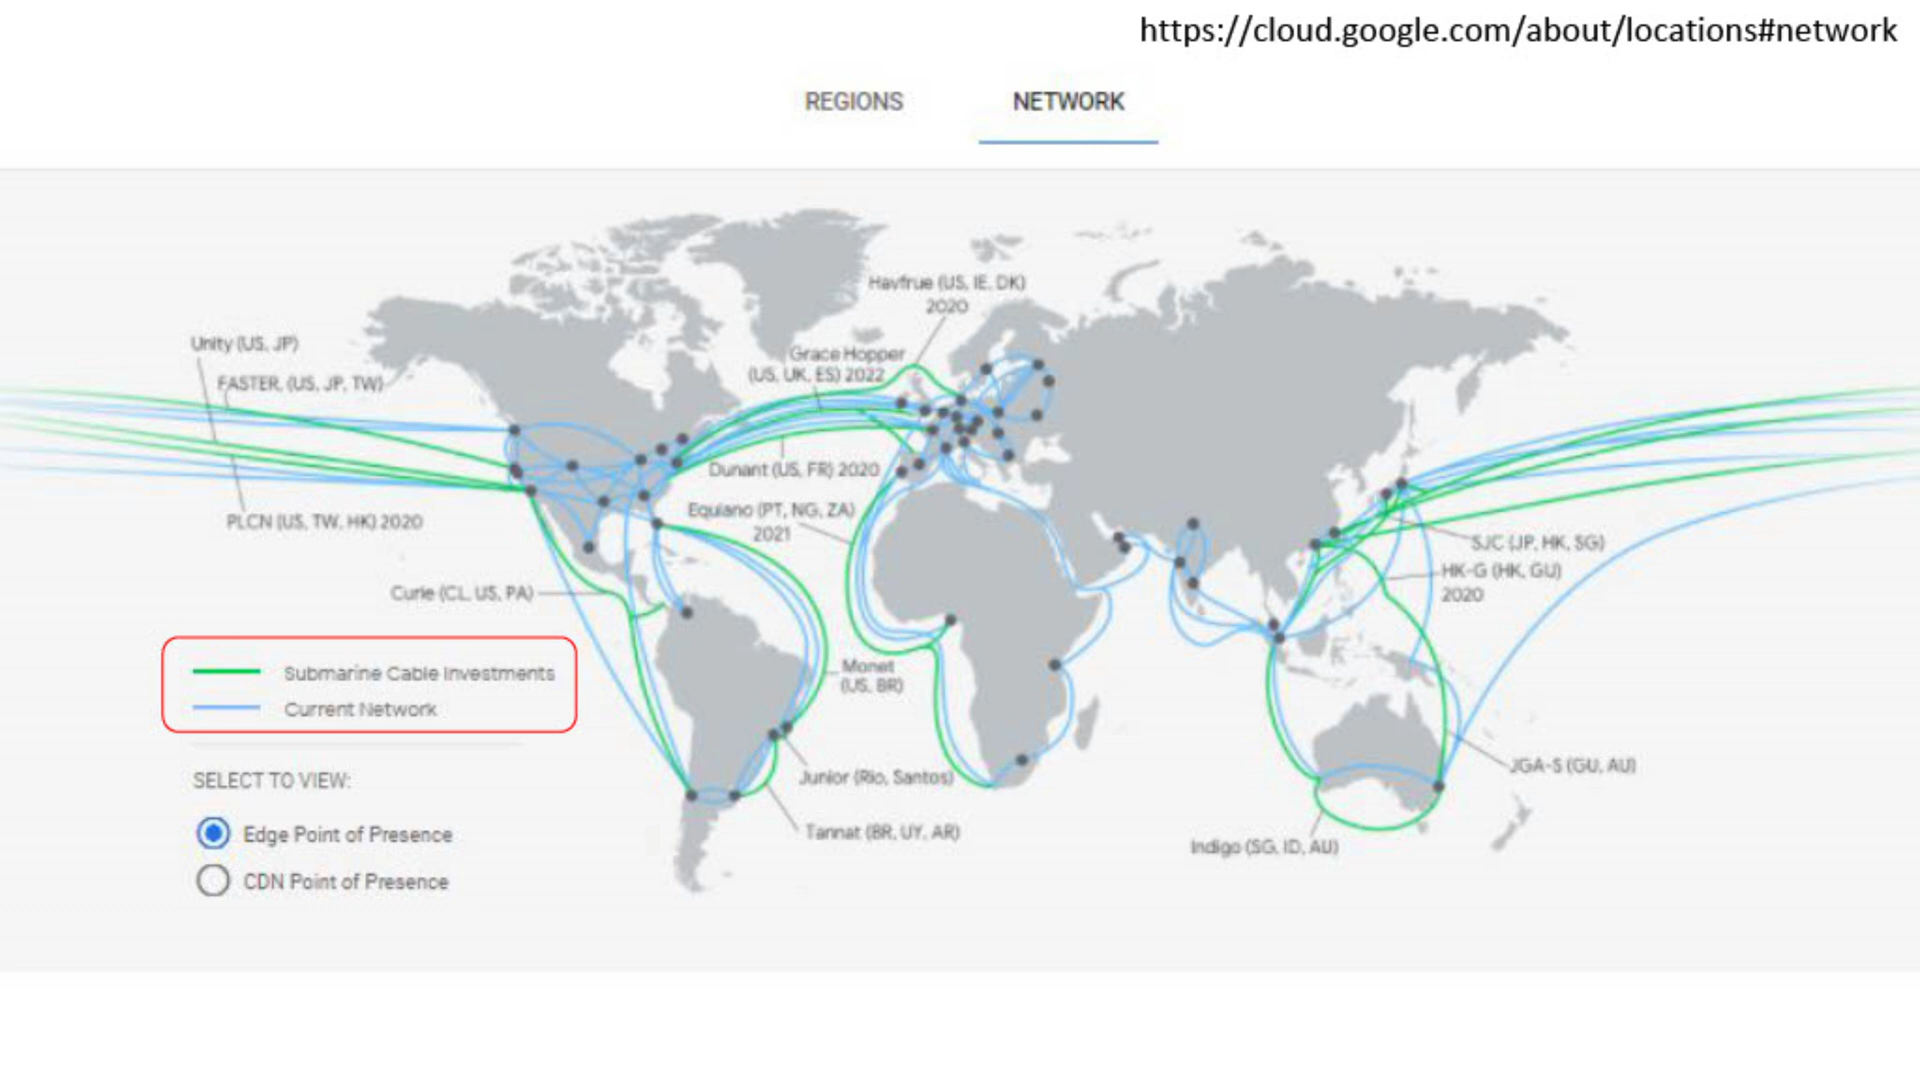 https://cloud.google.com/about/locations#network
REGIONS
NETWORK
Havfrue (US, IE, DK)
2020
Unity (US, JP)
Grace Hopper
(US, UK, ES) 2022
FASTER, (US, JP, TW)
Dunant (US, FR) 2020
Equiano (PT, NG, ZA)
2021
PLCN (US, TW, HK) 2020
SJC (JP, HK, SG)
HK-G (HK, GU)
2020
Curie (CL, US, PA)
Monet
(US, BR)
Submarine Cable Investments
Current Network
JGA-S (GU, AU)
Junior (Rio, Santos)
SELECT TO VIEW:
Edge Point of Presence
Tannat (BR, UY, AR)
Indigo (SG, ID, AU)
CDN Point of Presence